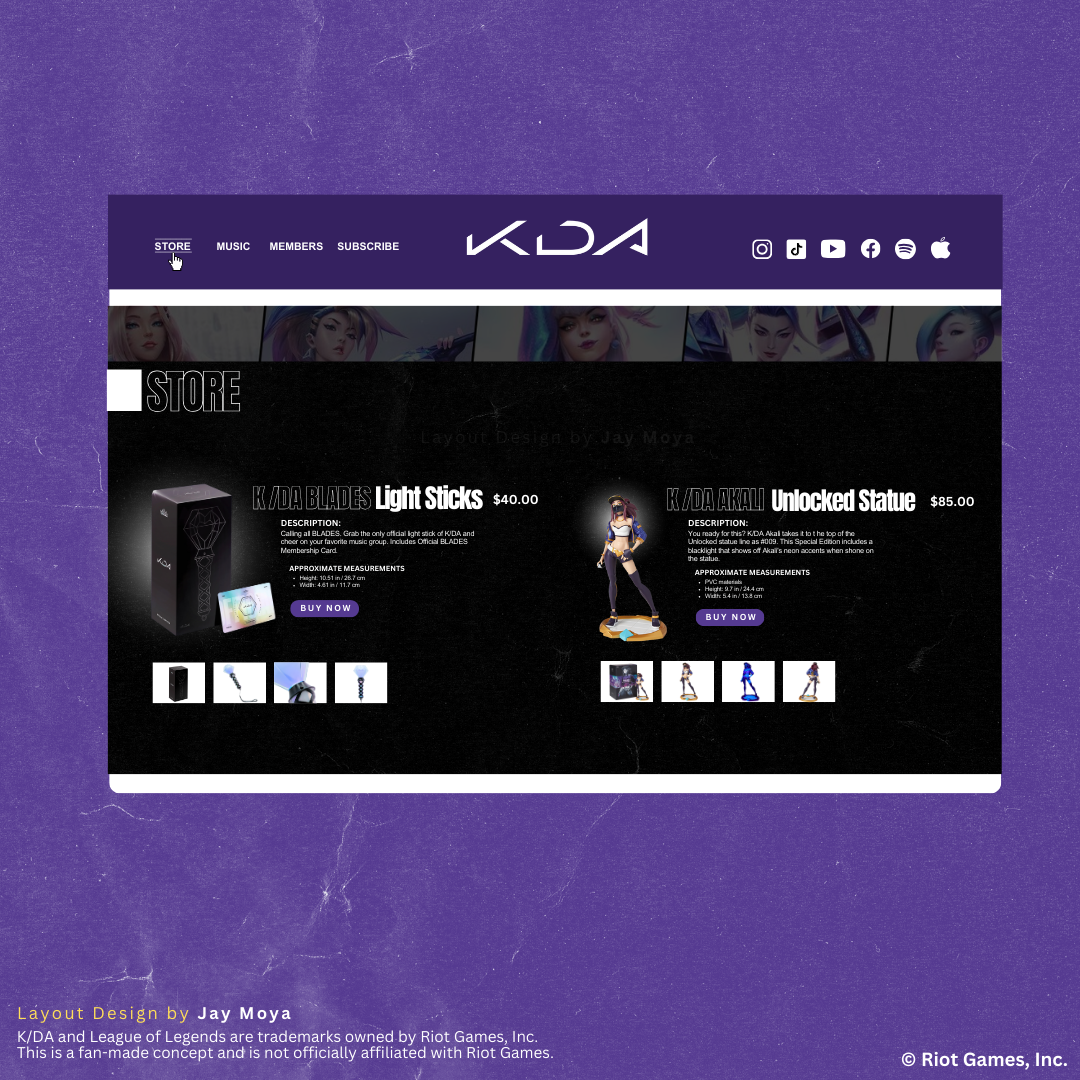 STORE MUSIC MEMBERS SUBSCRIBE
KDA
STORE
Layout Design by Jay Moya
K/DA BLADES Light Sticks $40.00
DESCRIPTION:
Calling all BLADES. Grab the only official light stick of K/DA and
cheer on your favorite music group. Includes Official BLADES
Membership Card.
APPROXIMATE MEASUREMENTS
• Height: 10.51 in / 26.7 cm
• Width: 4.61 in / 11.7 cm
BUY NOW
K/DA AKALI Unlocked Statue $85.00
DESCRIPTION:
You ready for this? K/DA Akali takes it to t he top of the
Unlocked statue line as #009. This Special Edition includes a
blacklight that shows off Akali's neon accents when shone on
the statue.
APPROXIMATE MEASUREMENTS
• PVC materials
• Height: 9.7 in / 24.4 cm
• Width: 5.4 in / 13.8 cm
BUY NOW
Layout Design by Jay Moya
K/DA and League of Legends are trademarks owned by Riot Games, Inc.
This is a fan-made concept and is not officially affiliated with Riot Games.
© Riot Games, Inc.